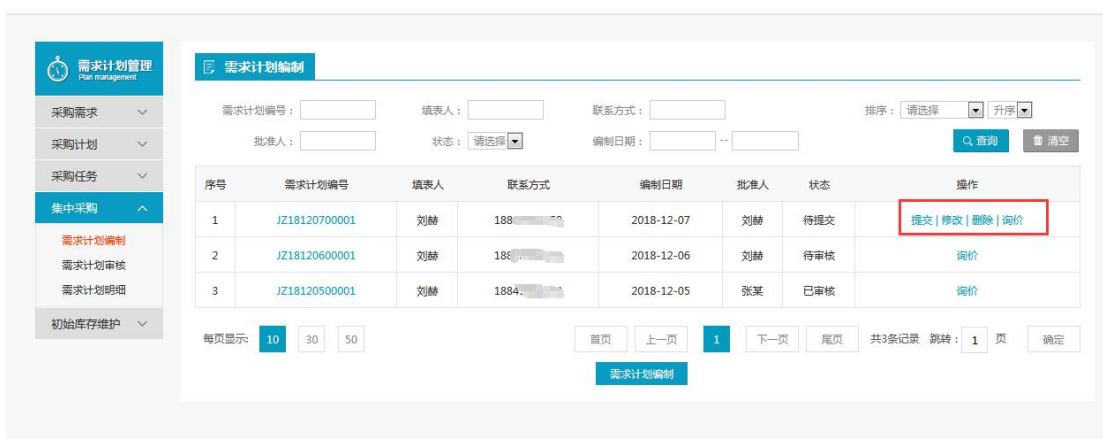 需求计划管理
Plan management
采购需求
采购计划
采购任务
集中采购
需求计划编制
需求计划审核
需求计划明细
初始库存维护
需求计划编制
需求计划编号： 填表人： 联系方式： 排序： 请选择 升序
批准人： 状态： 请选择 编制日期： -- 查询 清空
序号 需求计划编号 填表人 联系方式 编制日期 批准人 状态 操作
1 JZ18120700001 刘赫 188 2018-12-07 刘赫 待提交 提交 | 修改 | 删除 | 询价
2 JZ18120600001 刘赫 188 2018-12-06 刘赫 待审核 询价
3 JZ18120500001 刘赫 1884 2018-12-05 张某 已审核 询价
每页显示: 10 30 50 首页 上一页 1 下一页 尾页 共3条记录 跳转： 1 页 确定
需求计划编制